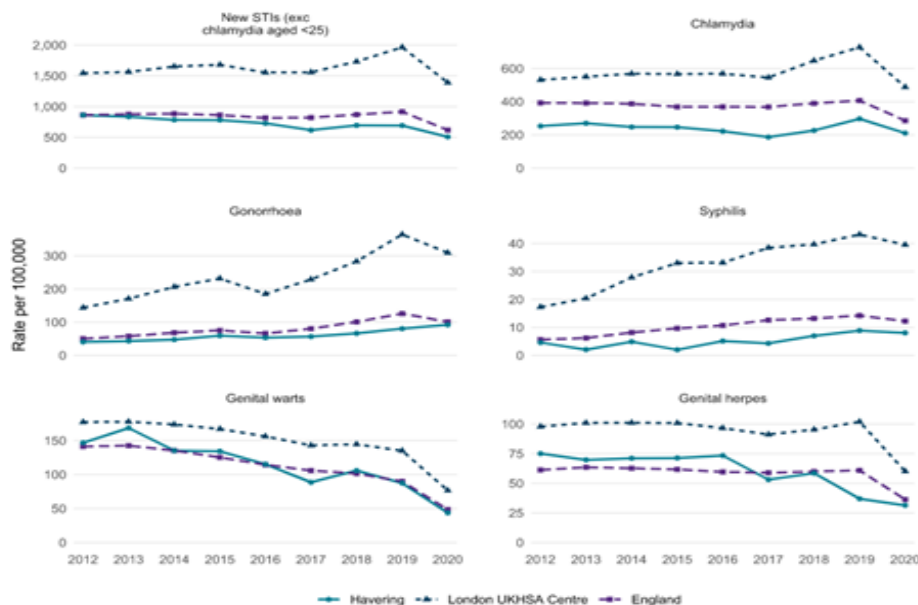 New STIs (exc
chlamydia aged <25)
Chlamydia
2,000
1,500
1,000
500
0
600
400
200
0
Gonorrhoea
Syphilis
Rate per 100,000
300
200
100
0
40
30
20
10
0
Genital warts
Genital herpes
150
100
50
0
100
75
50
25
0
2012 2013 2014 2015 2016 2017 2018 2019 2020
2012 2013 2014 2015 2016 2017 2018 2019 2020
Havering London UKHSA Centre England